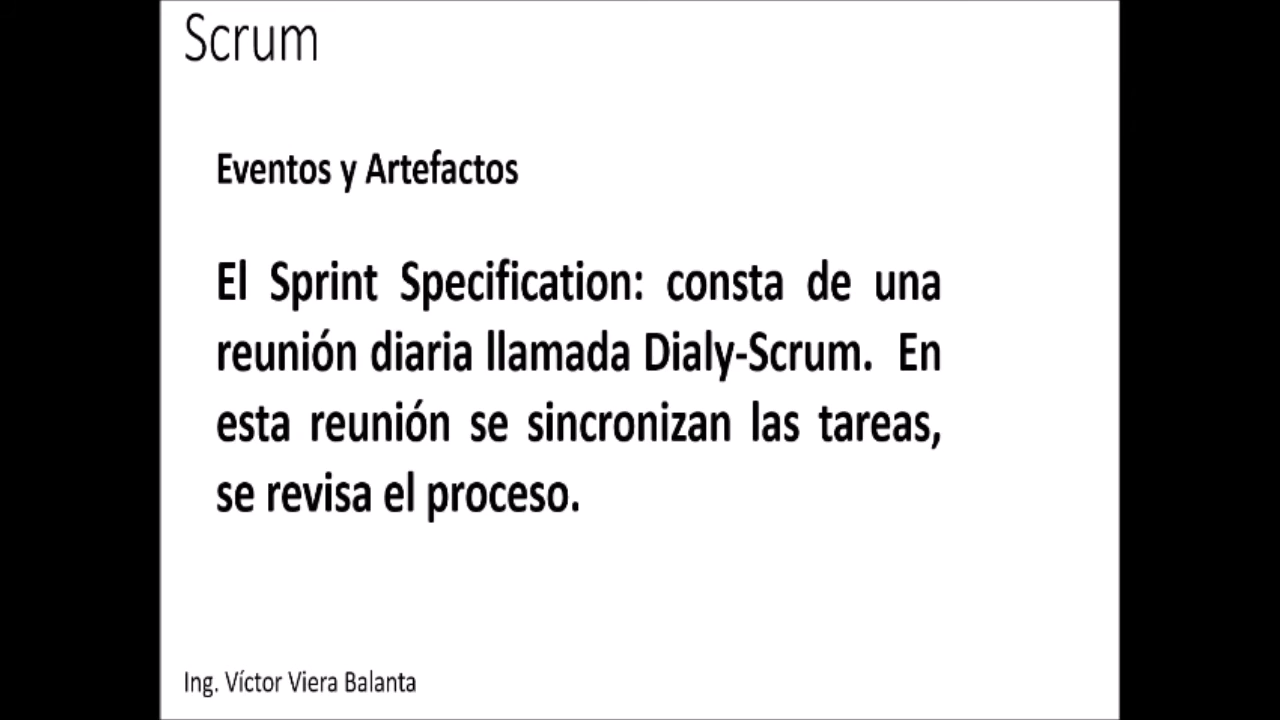 Scrum
Eventos y Artefactos
El Sprint Specification: consta de una
reunión diaria llamada Dialy-Scrum. En
esta reunión se sincronizan las tareas,
se revisa el proceso.
Ing. Víctor Viera Balanta